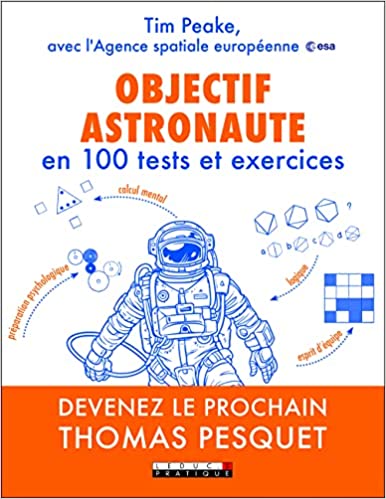 Tim Peake,
avec l'Agence spatiale européenne esa
OBJECTIF
ASTRONAUTE
en 100 tests et exercices
calcul mental
préparation psychologique
?
a b c d
logique
esprit d'équipe
DEVENEZ LE PROCHAIN
THOMAS PESQUET
LEDUC
PRATIQUE